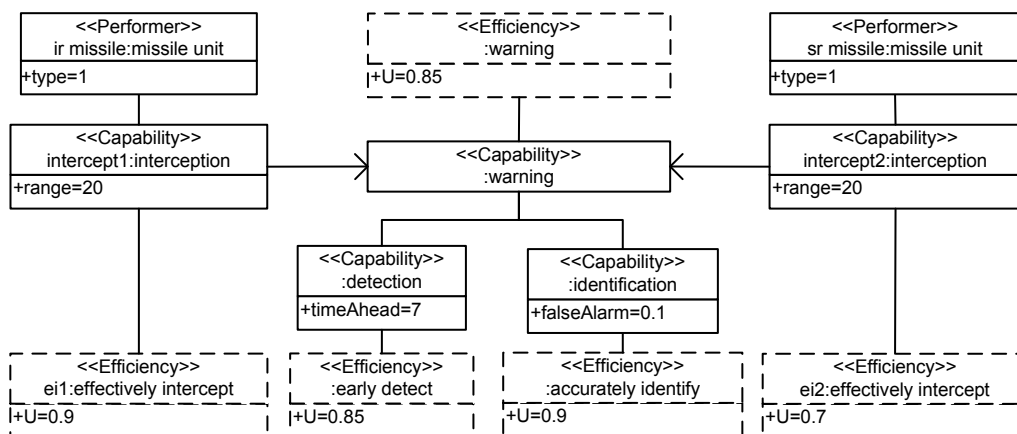 <<Performer>>
ir missile:missile unit
+type=1
<<Efficiency>>
:warning
+U=0.85
<<Performer>>
sr missile:missile unit
+type=1
<<Capability>>
intercept1:interception
+range=20
<<Capability>>
:warning
<<Capability>>
intercept2:interception
+range=20
<<Capability>>
:detection
+timeAhead=7
<<Capability>>
:identification
+falseAlarm=0.1
<<Efficiency>>
ei1:effectively intercept
+U=0.9
<<Efficiency>>
:early detect
+U=0.85
<<Efficiency>>
:accurately identify
+U=0.9
<<Efficiency>>
ei2:effectively intercept
+U=0.7